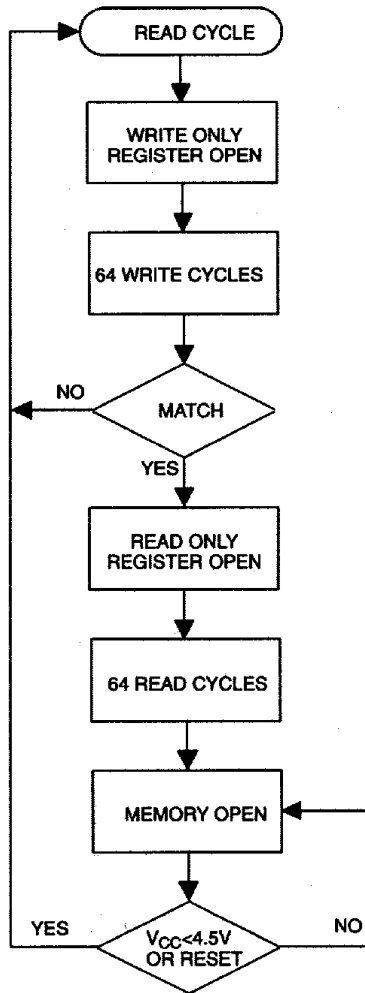 READ CYCLE
WRITE ONLY
REGISTER OPEN
64 WRITE CYCLES
NO
MATCH
YES
READ ONLY
REGISTER OPEN
64 READ CYCLES
MEMORY OPEN
YES
VCC<4.5V
OR RESET
NO